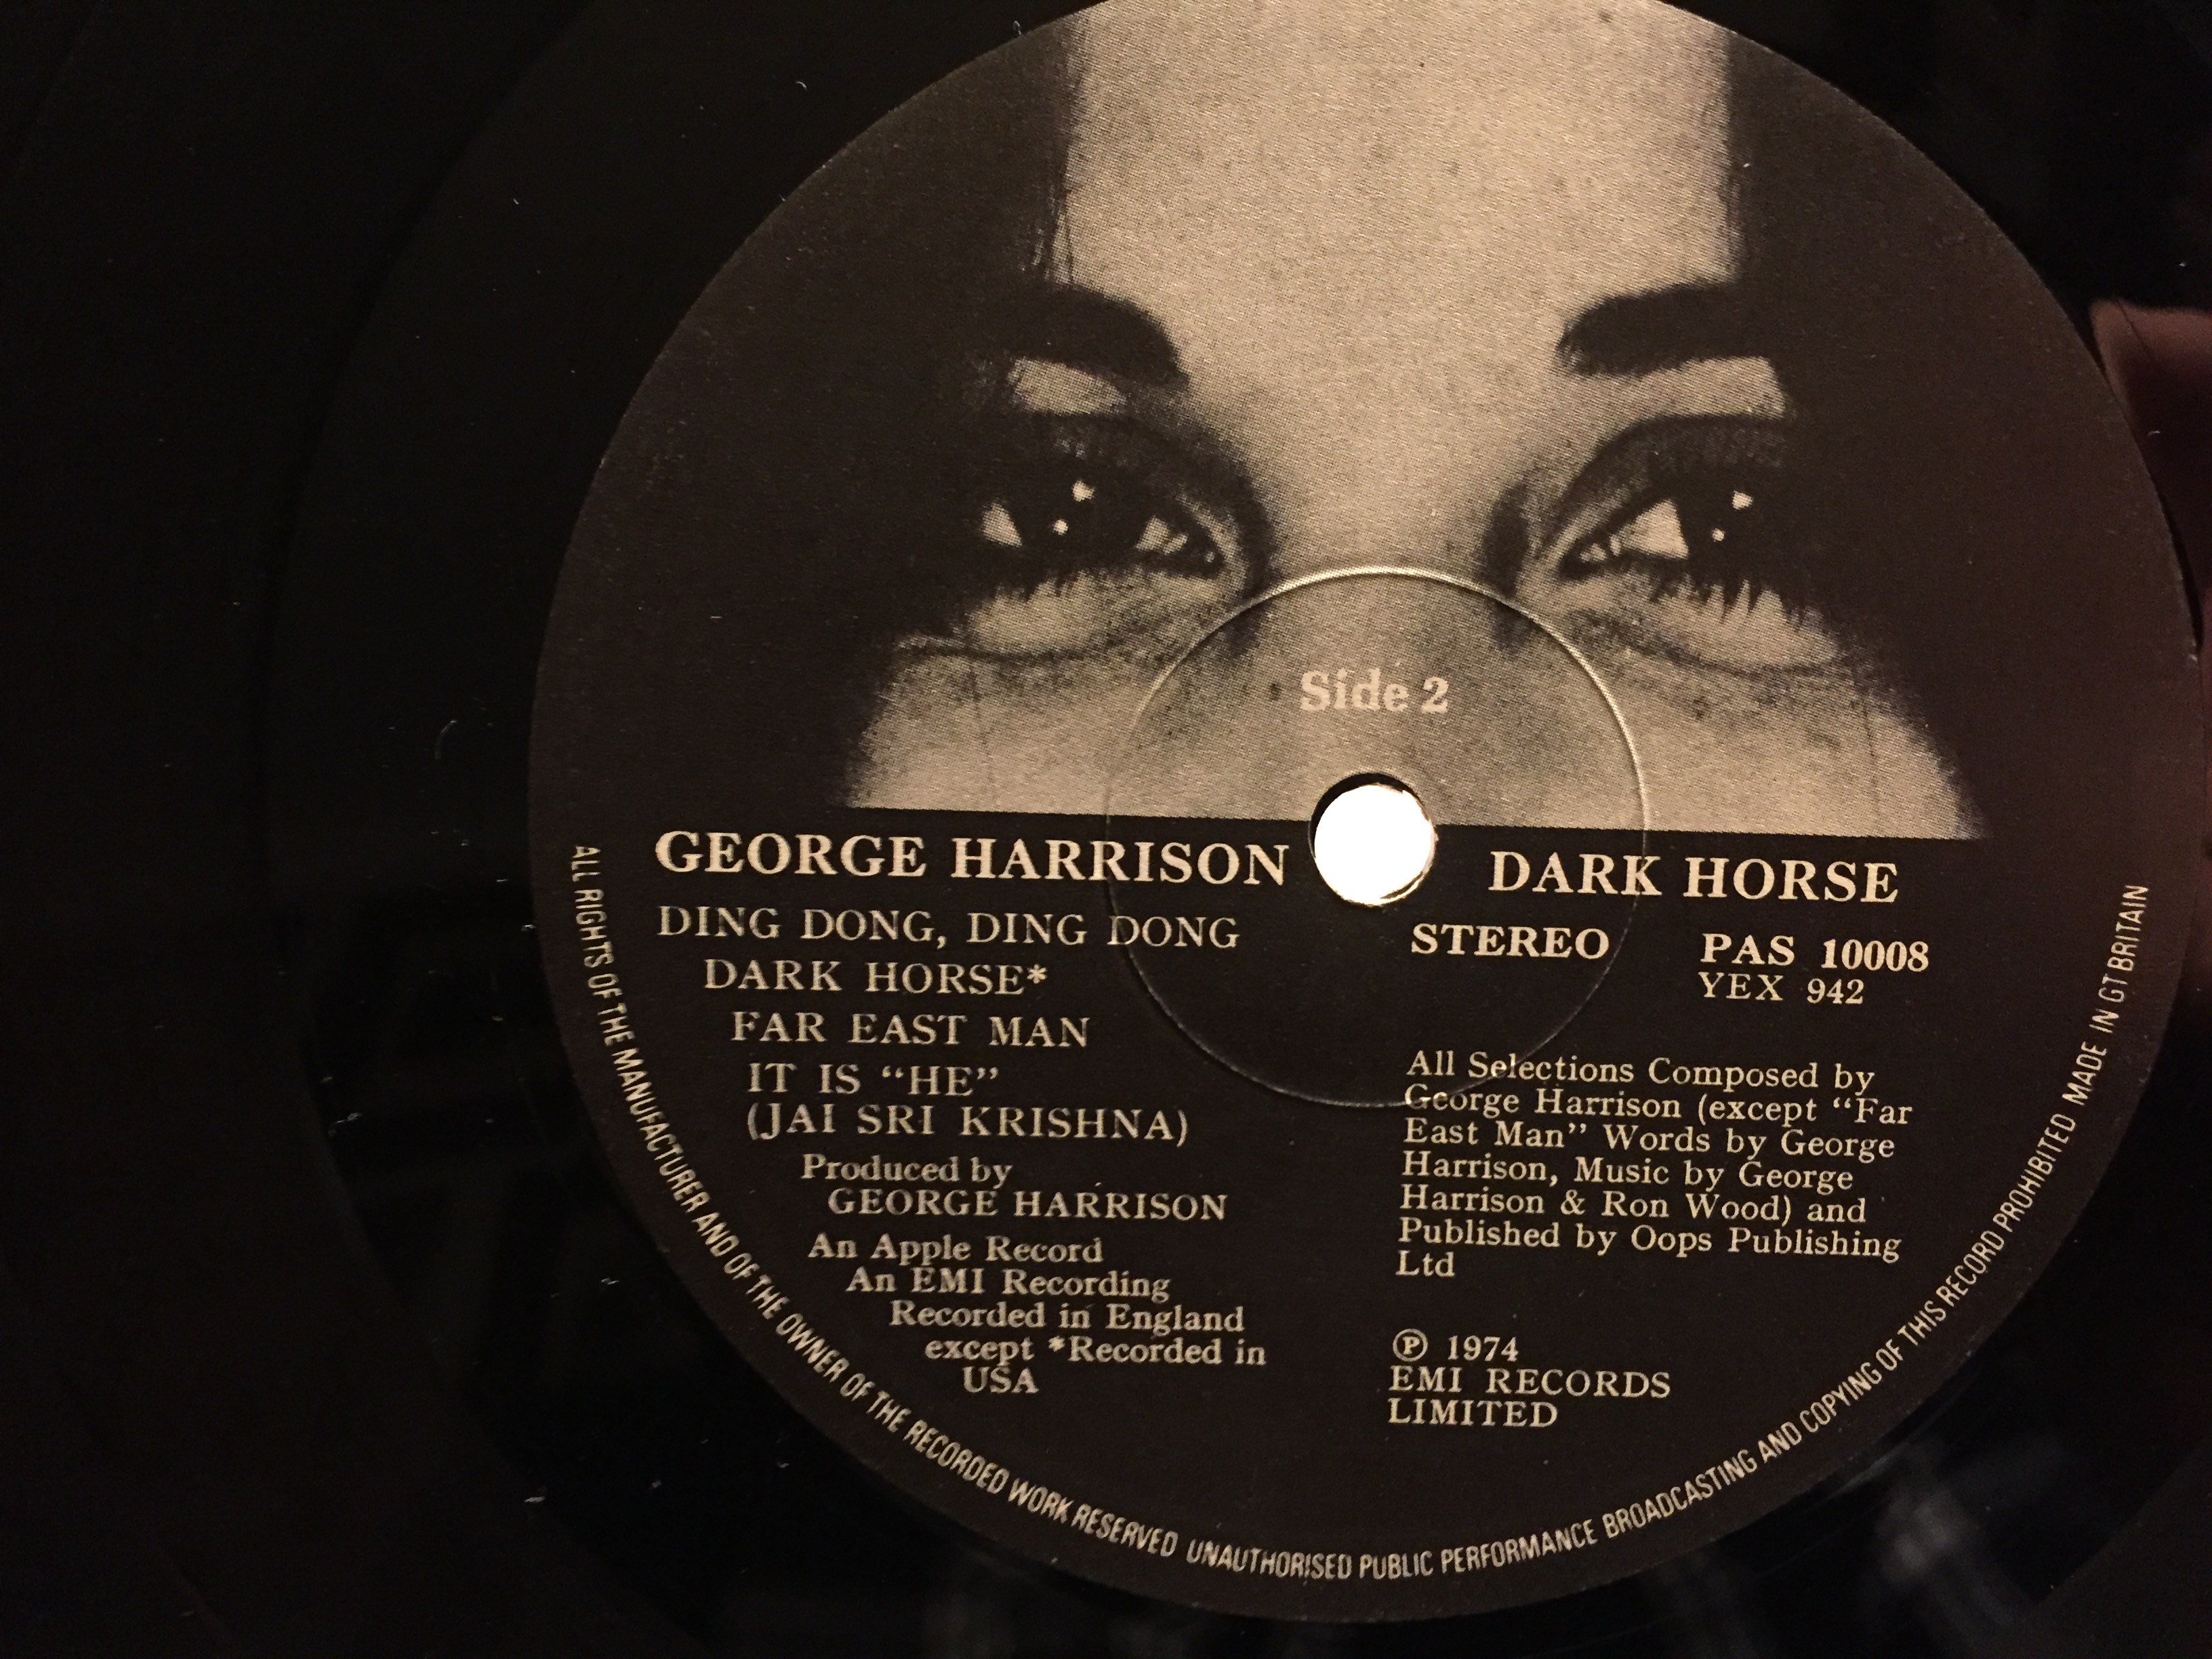 Side 2
GEORGE HARRISON
DING DONG, DING DONG
DARK HORSE*
FAR EAST MAN
IT IS “HE”
(JAI SRI KRISHNA)
Produced by
GEORGE HARRISON
An Apple Record
An EMI Recording
Recorded in England
except *Recorded in
USA
DARK HORSE
STEREO PAS 10008
YEX 942
All Selections Composed by
George Harrison (except “Far
East Man” Words by George
Harrison, Music by George
Harrison & Ron Wood) and
Published by Oops Publishing
Ltd
Ⓟ 1974
EMI RECORDS
LIMITED
ALL RIGHTS OF THE MANUFACTURER AND OF THE OWNER OF THE RECORDED WORK RESERVED UNAUTHORISED PUBLIC PERFORMANCE BROADCASTING AND COPYING OF THIS RECORD PROHIBITED MADE IN GT BRITAIN